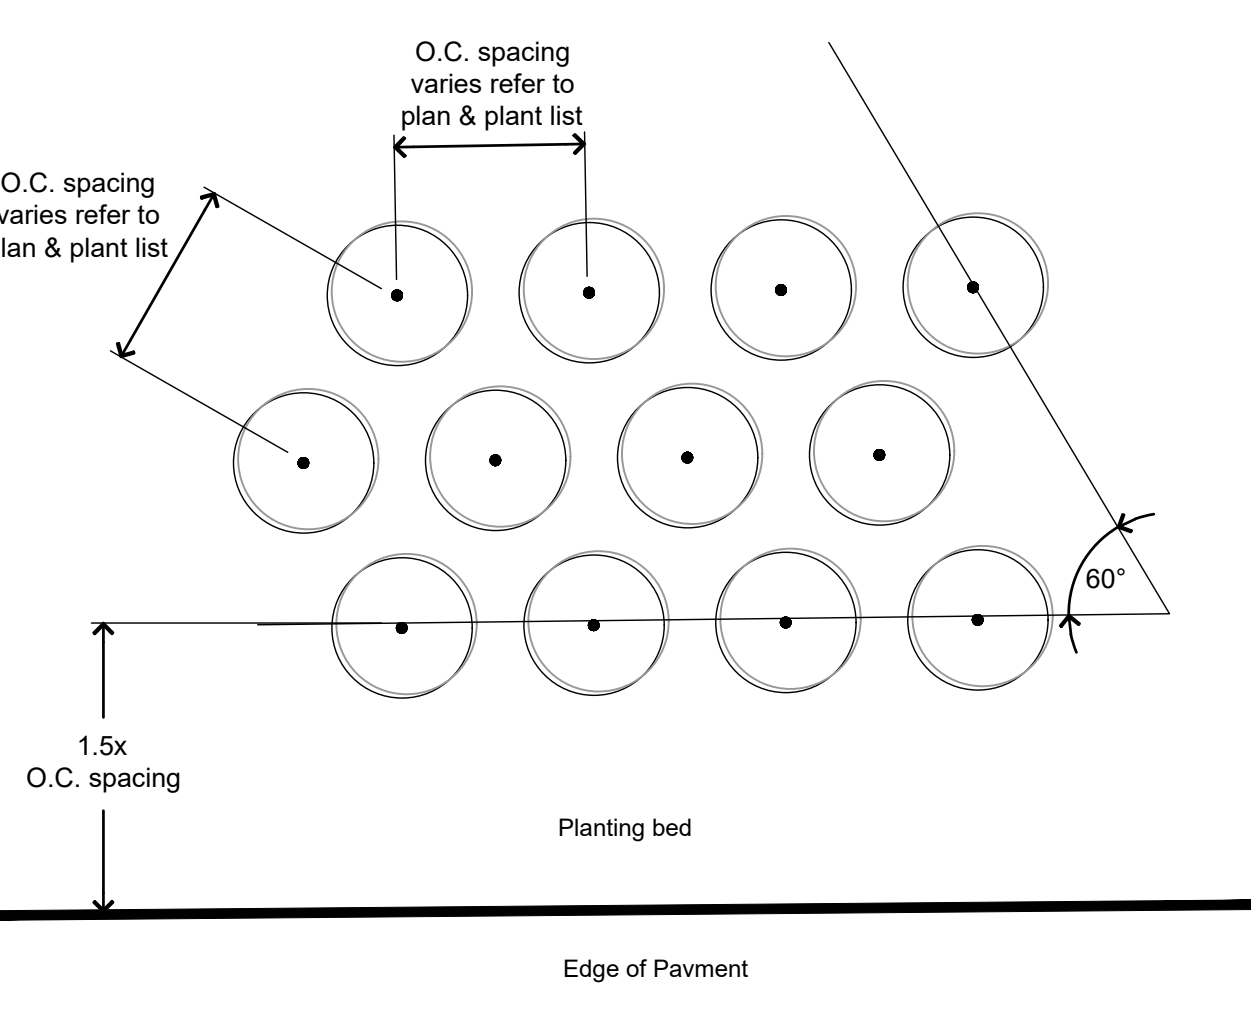 O.C. spacing
varies refer to
plan & plant list
O.C. spacing
varies refer to
lan & plant list
60°
1.5x
O.C. spacing
Planting bed
Edge of Pavment